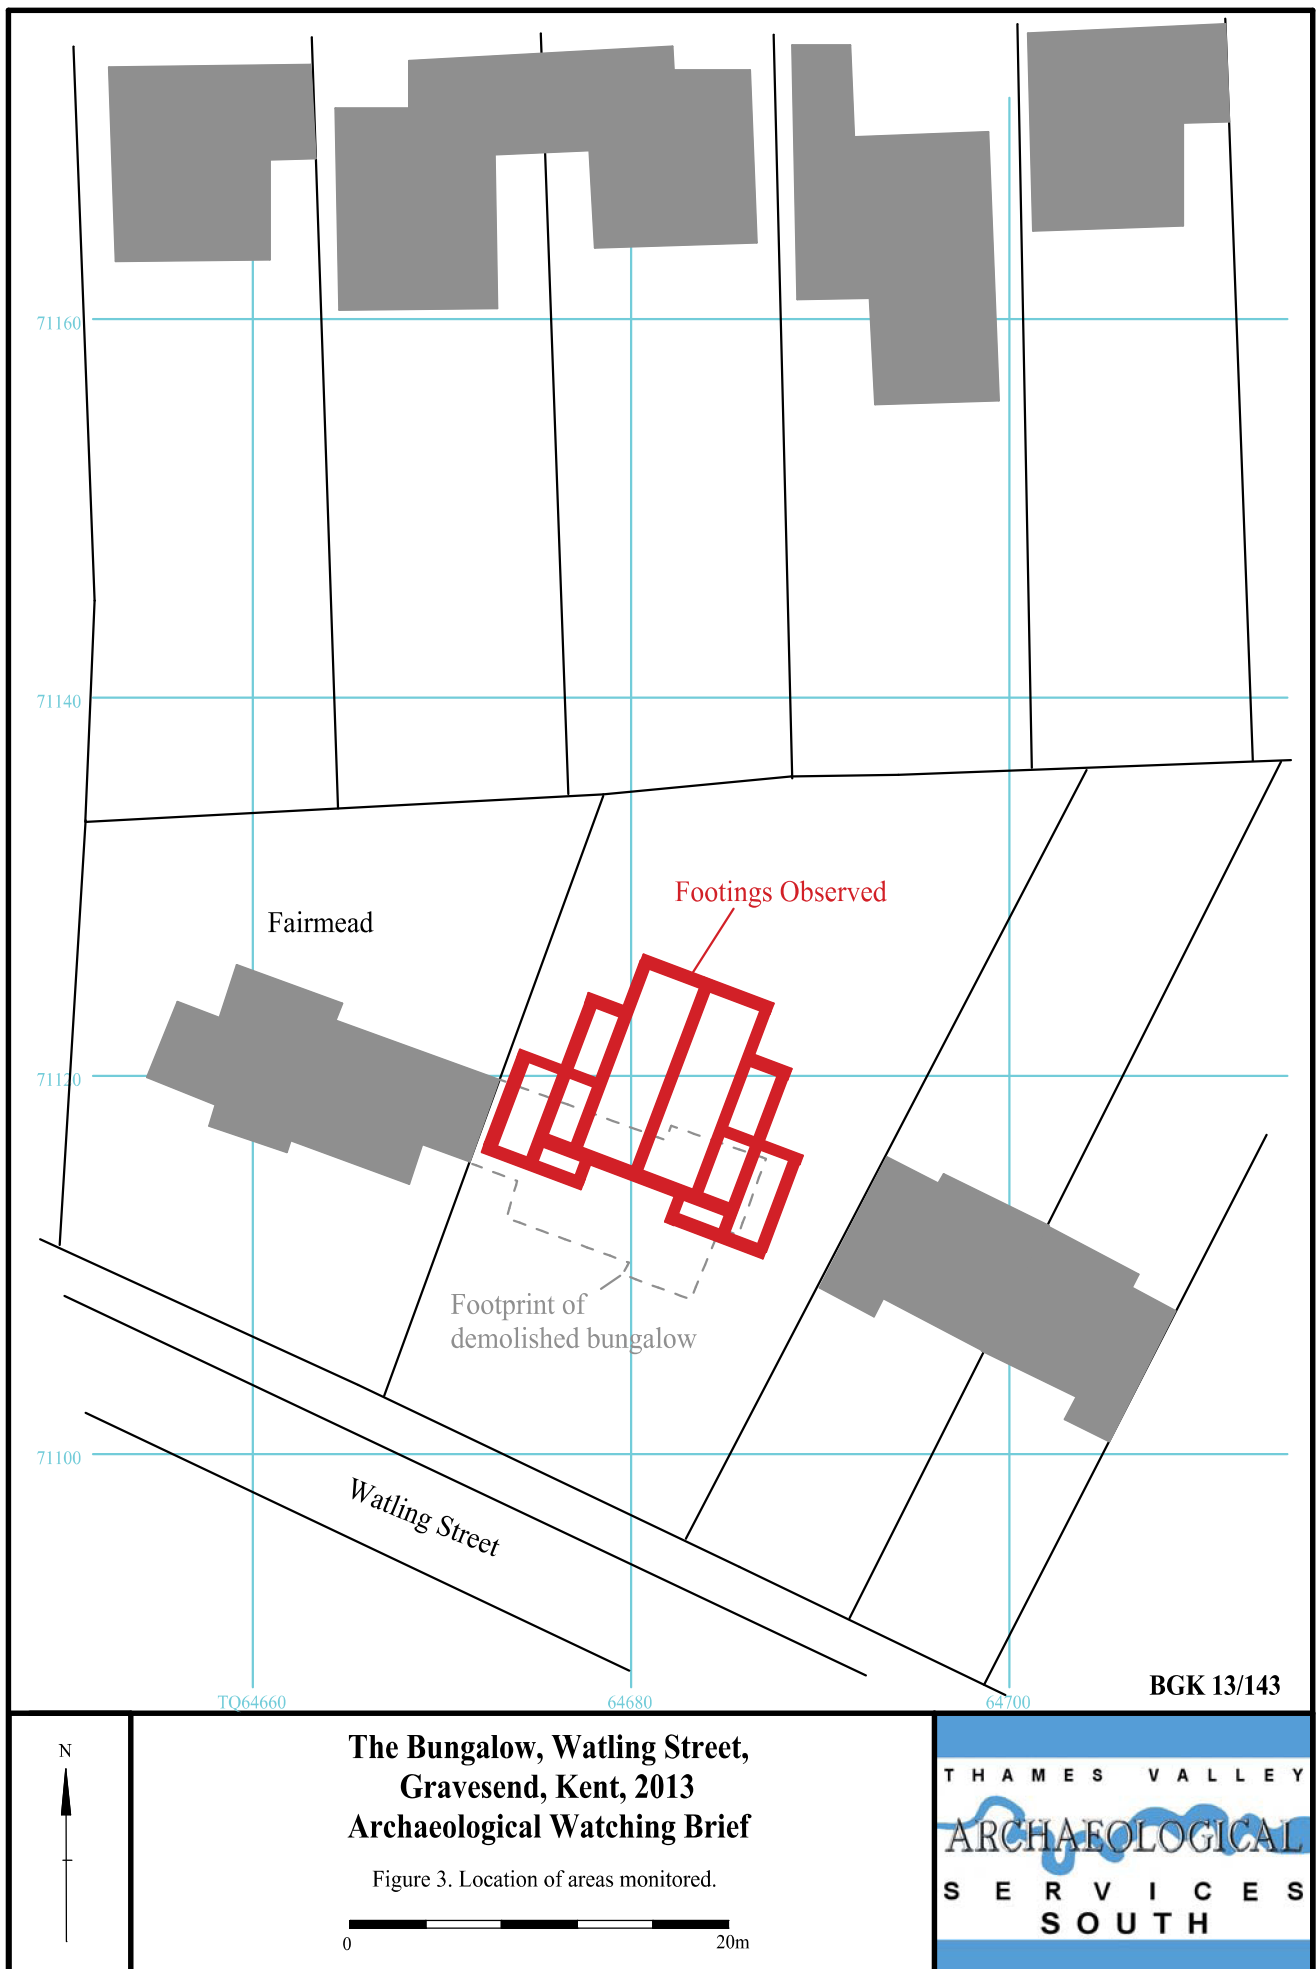 71160
71140
Footings Observed
Fairmead
71120
Footprint of
demolished bungalow
71100
Watling Street
BGK 13/143
TQ64660
64680
64700
N
The Bungalow, Watling Street,
Gravesend, Kent, 2013
Archaeological Watching Brief
Figure 3. Location of areas monitored.
0
20m
THAMES VALLEY
ARCHAEOLOGICAL
SERVICES
SOUTH